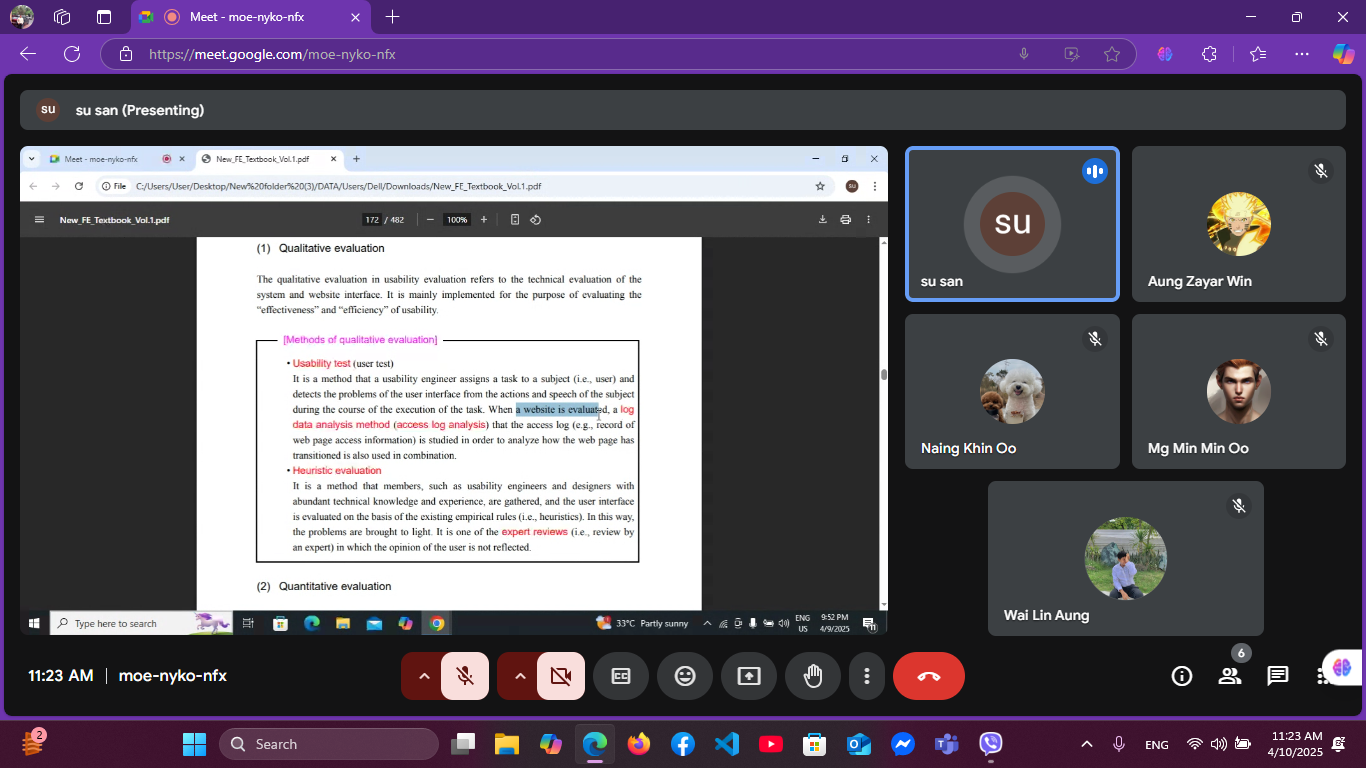 Meet - moe-nyko-nfx
https://meet.google.com/moe-nyko-nfx
su
su san (Presenting)
Meet - moe-nyko-nfx
New_FE_Textbook_Vol.1.pdf
File
C:/Users/User/Desktop/New%20folder%20(3)/DATA/Users/Dell/Downloads/New_FE_Textbook_Vol.1.pdf
su
New_FE_Textbook_Vol.1.pdf
172 / 482
100%
(1) Qualitative evaluation
The qualitative evaluation in usability evaluation refers to the technical evaluation of the
system and website interface. It is mainly implemented for the purpose of evaluating the
“effectiveness” and “efficiency” of usability.
[Methods of qualitative evaluation]
• Usability test (user test)
It is a method that a usability engineer assigns a task to a subject (i.e., user) and
detects the problems of the user interface from the actions and speech of the subject
during the course of the execution of the task. When a website is evaluated, a log
data analysis method (access log analysis) that the access log (e.g., record of
web page access information) is studied in order to analyze how the web page has
transitioned is also used in combination.
• Heuristic evaluation
It is a method that members, such as usability engineers and designers with
abundant technical knowledge and experience, are gathered, and the user interface
is evaluated on the basis of the existing empirical rules (i.e., heuristics). In this way,
the problems are brought to light. It is one of the expert reviews (i.e., review by
an expert) in which the opinion of the user is not reflected.
(2) Quantitative evaluation
Type here to search
33°C Partly sunny
ENG
US
9:52 PM
4/9/2025
11
su
su san
Aung Zayar Win
Naing Khin Oo
Mg Min Min Oo
Wai Lin Aung
11:23 AM | moe-nyko-nfx
6
2
Search
ENG
11:23 AM
4/10/2025